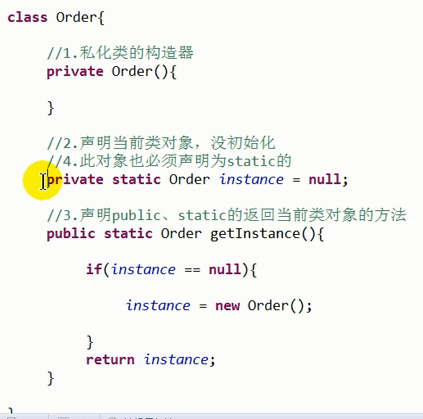 class Order{
//1.私化类的构造器
private Order(){
}
//2.声明当前类对象，没初始化
//4.此对象也必须声明为static的
private static Order instance = null;
//3.声明public、static的返回当前类对象的方法
public static Order getInstance(){
if(instance == null){
instance = new Order();
}
return instance;
}
}